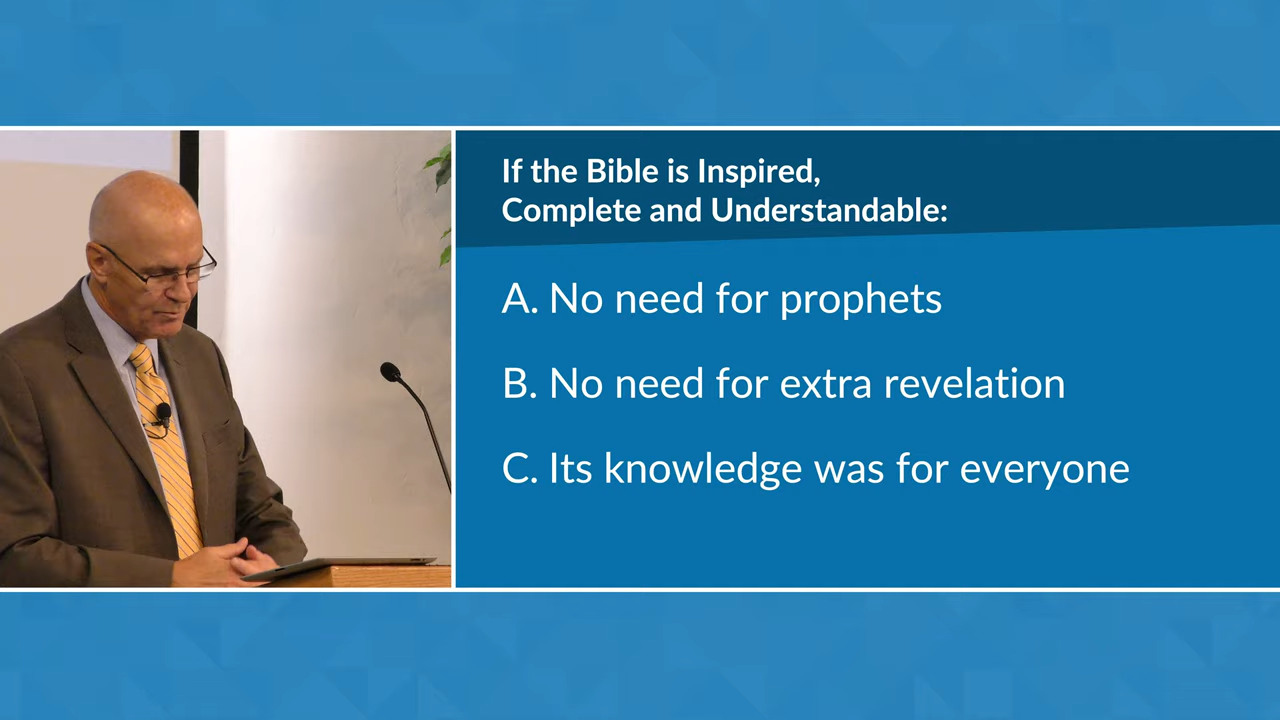 If the Bible is Inspired,
Complete and Understandable:
A. No need for prophets
B. No need for extra revelation
C. Its knowledge was for everyone